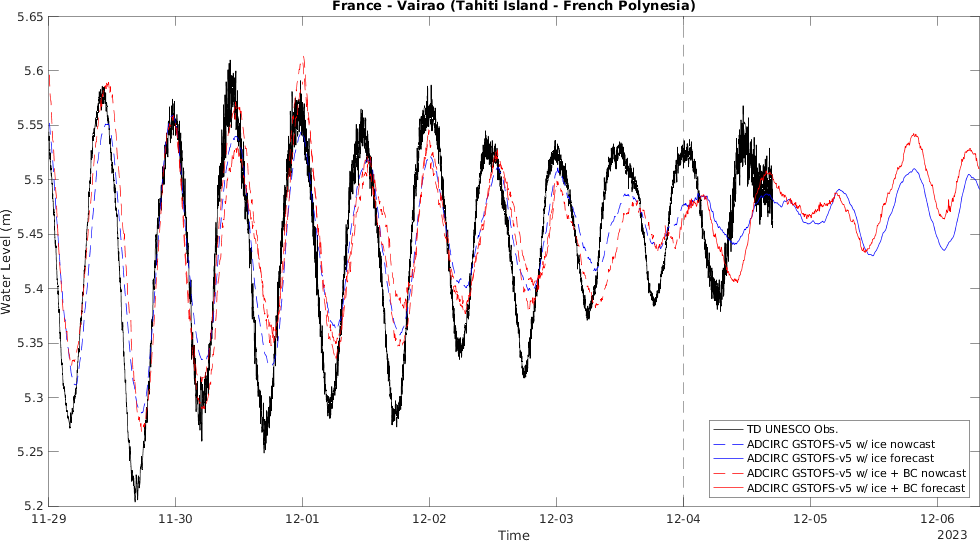 France - Vairao (Tahiti Island - French Polynesia)
5.65
5.6
5.55
5.5
5.45
5.4
5.35
5.3
5.25
5.2
Water Level (m)
11-29 11-30 12-01 12-02 12-03 12-04 12-05 12-06
Time
2023
TD UNESCO Obs.
ADCIRC GSTOFS-v5 w/ ice nowcast
ADCIRC GSTOFS-v5 w/ ice forecast
ADCIRC GSTOFS-v5 w/ ice + BC nowcast
ADCIRC GSTOFS-v5 w/ ice + BC forecast